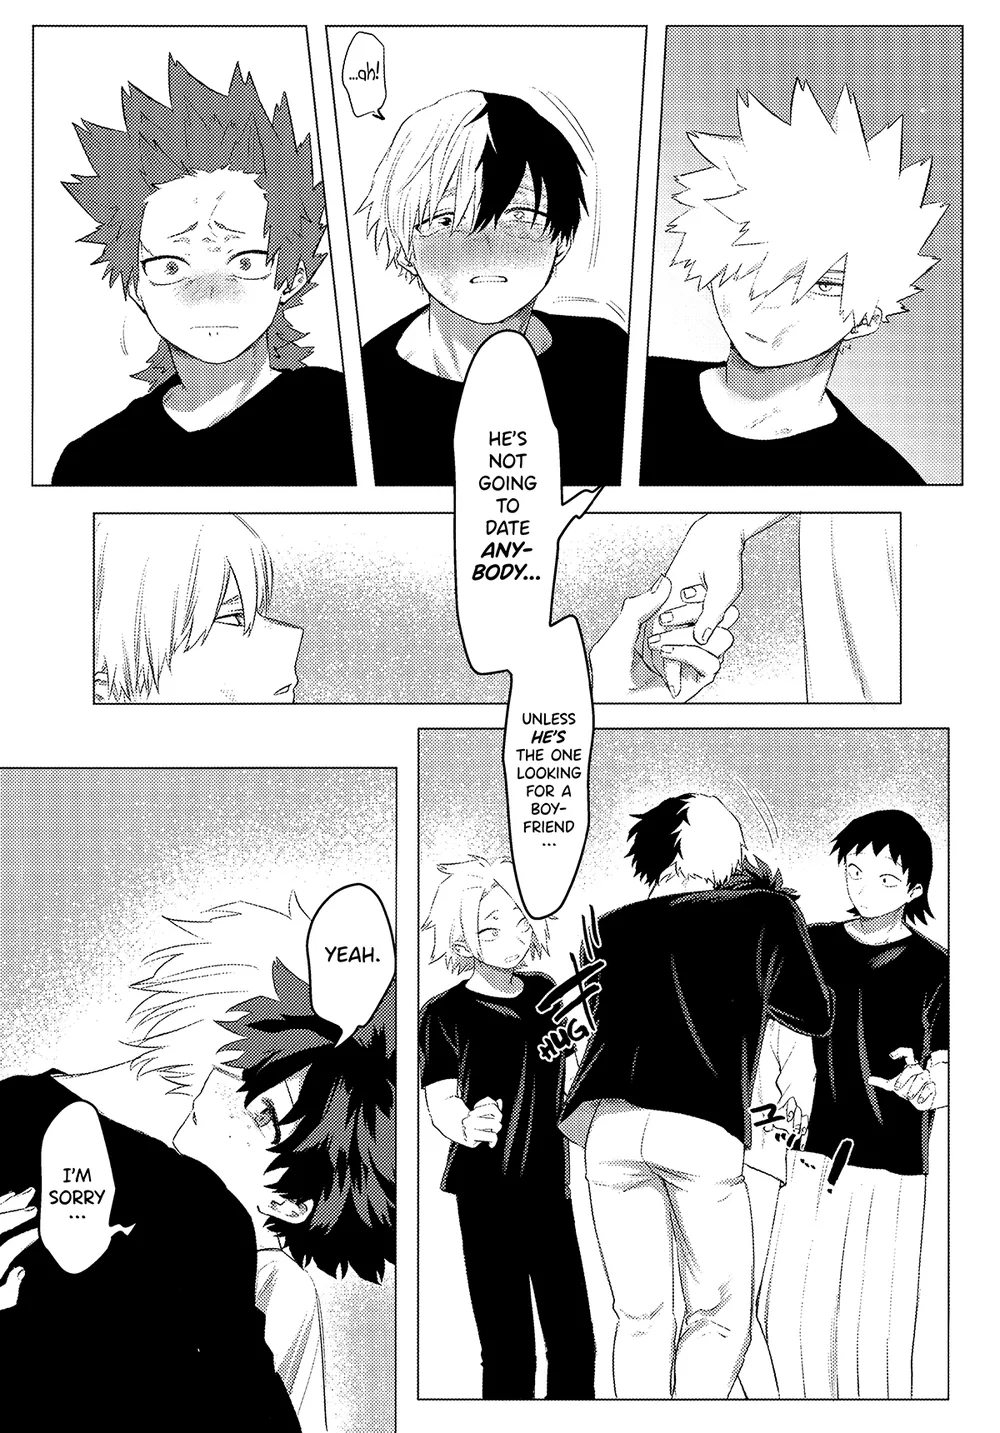 ...ah!
HE'S
NOT
GOING
TO
DATE
ANY-
BODY...
UNLESS
HE'S
THE ONE
LOOKING
FOR A
BOY-
FRIEND
...
YEAH.
I'M
SORRY
...
HUG